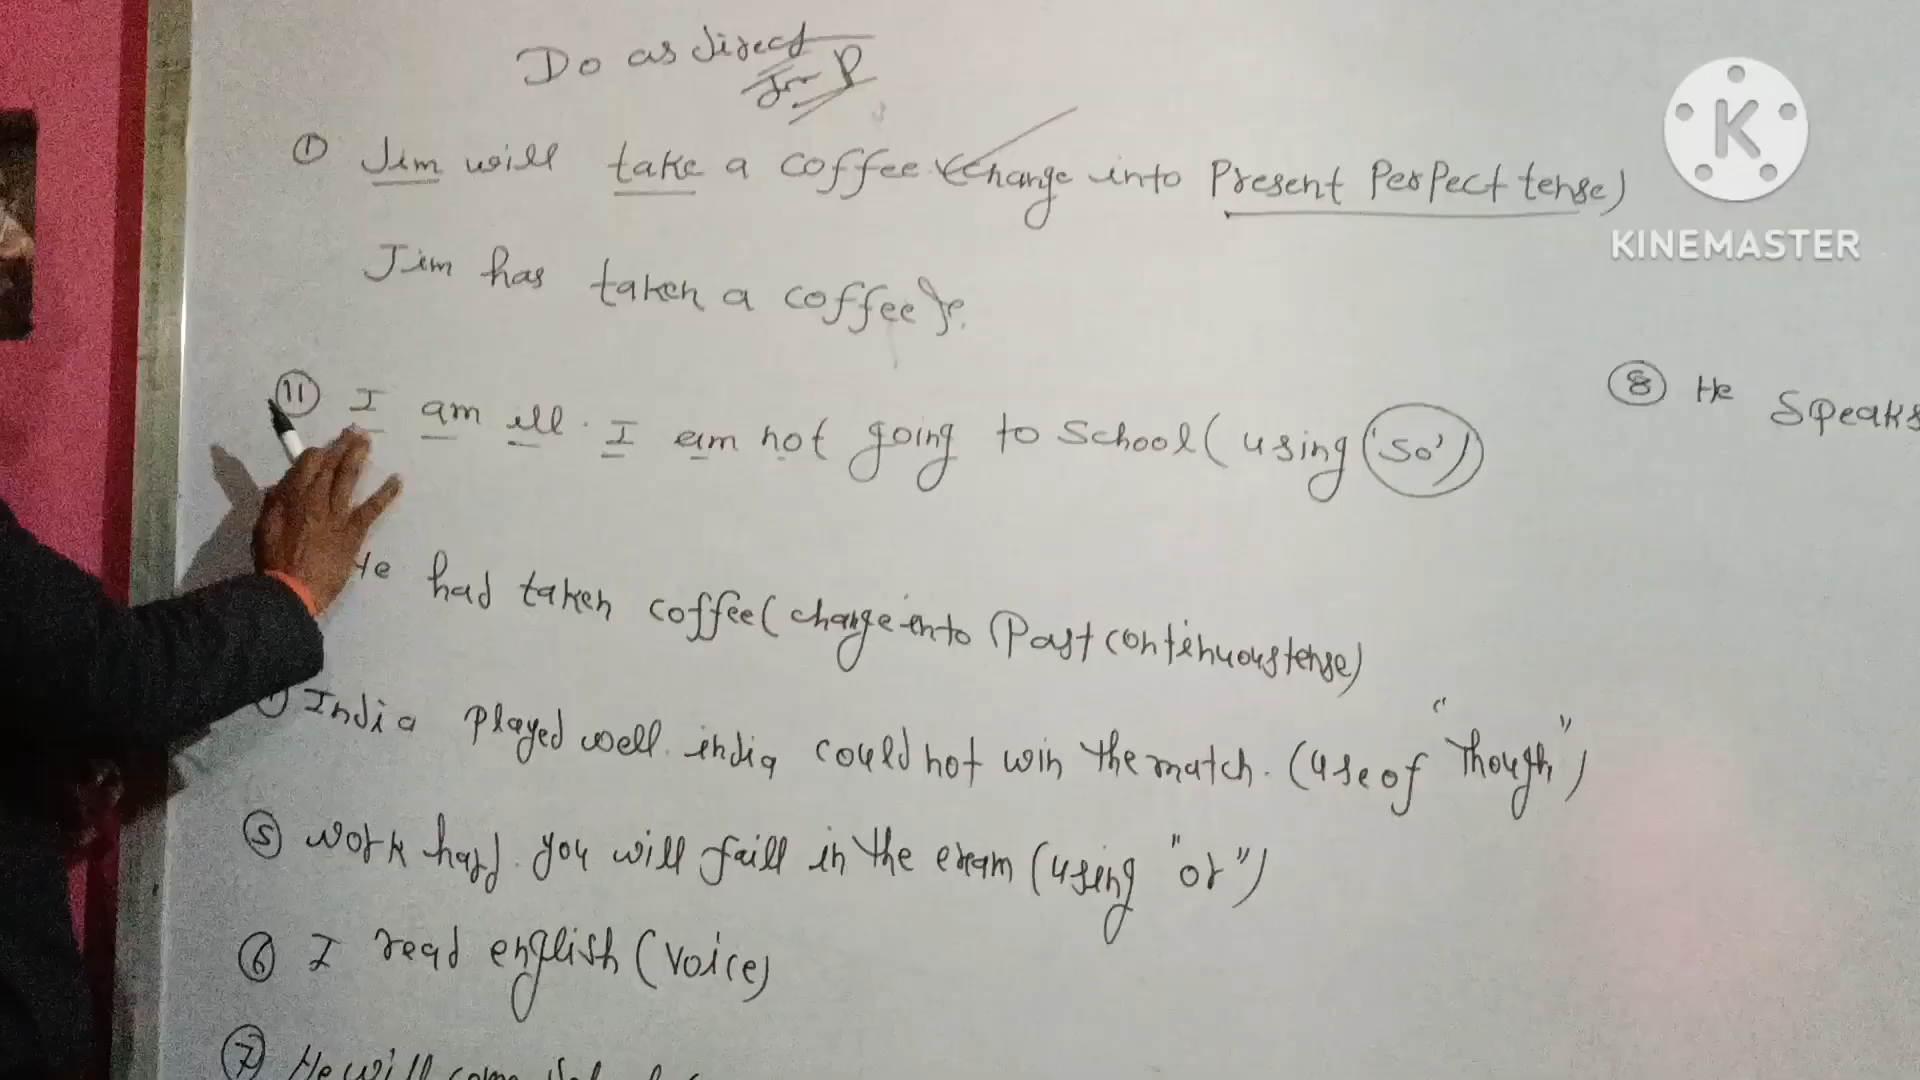 Do as direct
Imp
① Jim will take a coffee (change into Present Perfect tense)
Jim has taken a coffee.
⑪ I am ill. I am not going to School (using 'so')
He had taken coffee (change into Past continuous tense)
India played well. india could not win the match. (use of "Though")
⑤ work hard. you will faill in the exam (using "or")
⑥ I read english (voice)
⑦ He will come
⑧ He Speaks
KINEMASTER